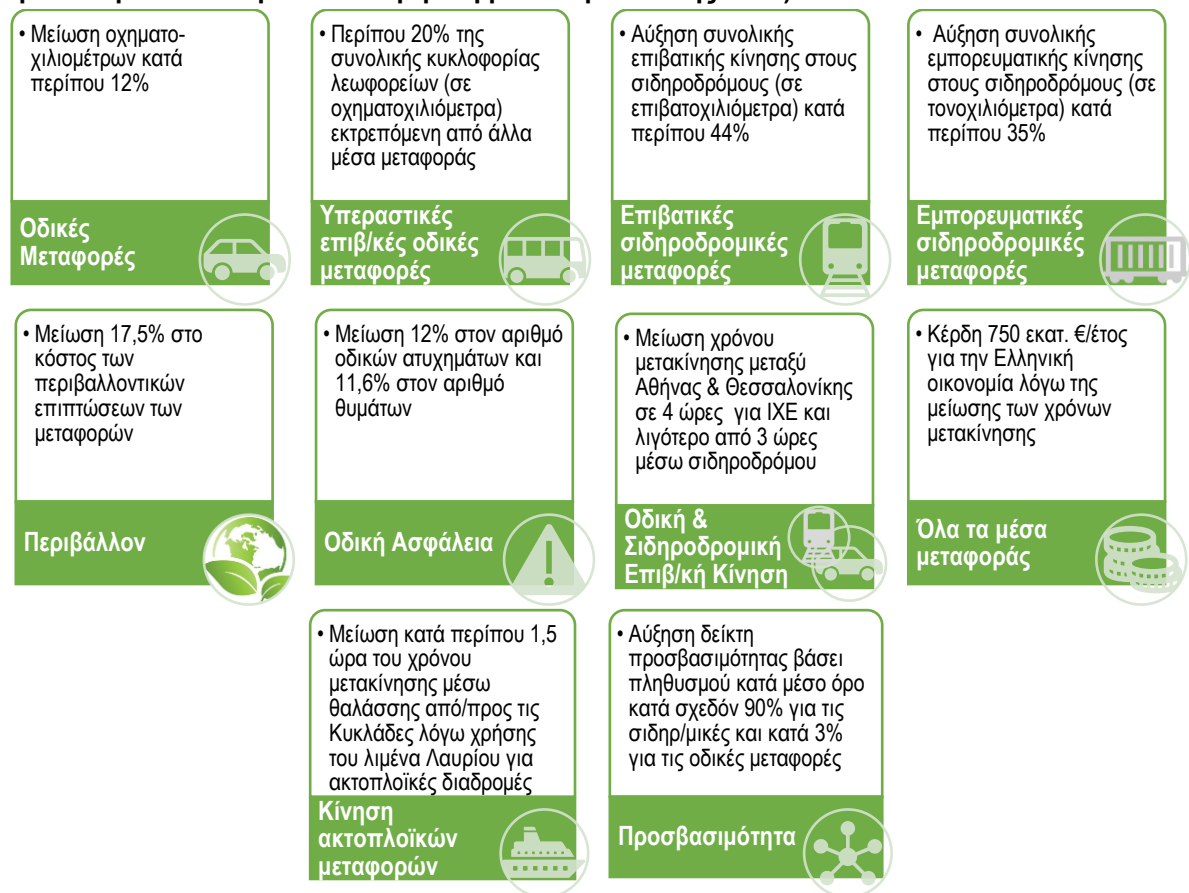 • Μείωση οχηματο-
χιλιομέτρων κατά
περίπου 12%
Οδικές
Μεταφορές
• Περίπου 20% της
συνολικής κυκλοφορίας
λεωφορείων (σε
οχηματοχιλιόμετρα)
εκτρεπόμενη από άλλα
μέσα μεταφοράς
Υπεραστικές
επιβ/κές οδικές
μεταφορές
• Αύξηση συνολικής
επιβατικής κίνησης στους
σιδηροδρόμους (σε
επιβατοχιλιόμετρα) κατά
περίπου 44%
Επιβατικές
σιδηροδρομικές
μεταφορές
• Αύξηση συνολικής
εμπορευματικής κίνησης
στους σιδηροδρόμους (σε
τονοχιλιόμετρα) κατά
περίπου 35%
Εμπορευματικές
σιδηροδρομικές
μεταφορές
• Μείωση 17,5% στο
κόστος των
περιβαλλοντικών
επιπτώσεων των
μεταφορών
Περιβάλλον
• Μείωση 12% στον αριθμό
οδικών ατυχημάτων και
11,6% στον αριθμό
θυμάτων
Οδική Ασφάλεια
• Μείωση χρόνου
μετακίνησης μεταξύ
Αθήνας & Θεσσαλονίκης
σε 4 ώρες για ΙΧΕ και
λιγότερο από 3 ώρες
μέσω σιδηροδρόμου
Οδική &
Σιδηροδρομική
Επιβ/κή Κίνηση
• Κέρδη 750 εκατ. €/έτος
για την Ελληνική
οικονομία λόγω της
μείωσης των χρόνων
μετακίνησης
Όλα τα μέσα
μεταφοράς
• Μείωση κατά περίπου 1,5
ώρα του χρόνου
μετακίνησης μέσω
θαλάσσης από/προς τις
Κυκλάδες λόγω χρήσης
του λιμένα Λαυρίου για
ακτοπλοϊκές διαδρομές
Κίνηση
ακτοπλοϊκών
μεταφορών
• Αύξηση δείκτη
προσβασιμότητας βάσει
πληθυσμού κατά μέσο όρο
κατά σχεδόν 90% για τις
σιδηρ/μικές και κατά 3%
για τις οδικές μεταφορές
Προσβασιμότητα